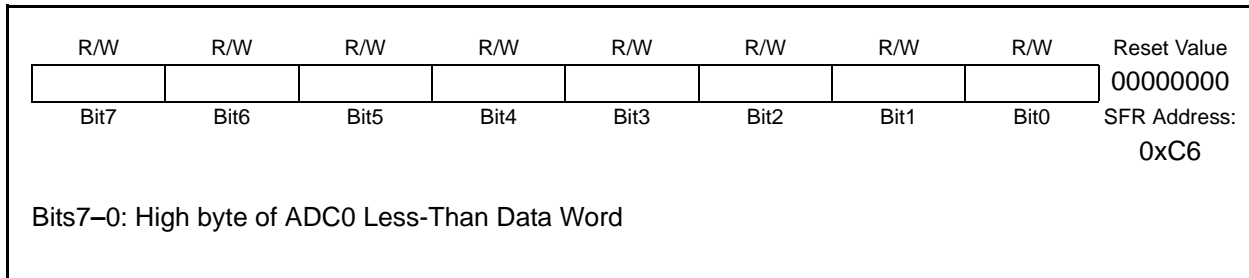 R/W R/W R/W R/W R/W R/W R/W R/W Reset Value
00000000
Bit7 Bit6 Bit5 Bit4 Bit3 Bit2 Bit1 Bit0 SFR Address:
0xC6
Bits7–0: High byte of ADC0 Less-Than Data Word